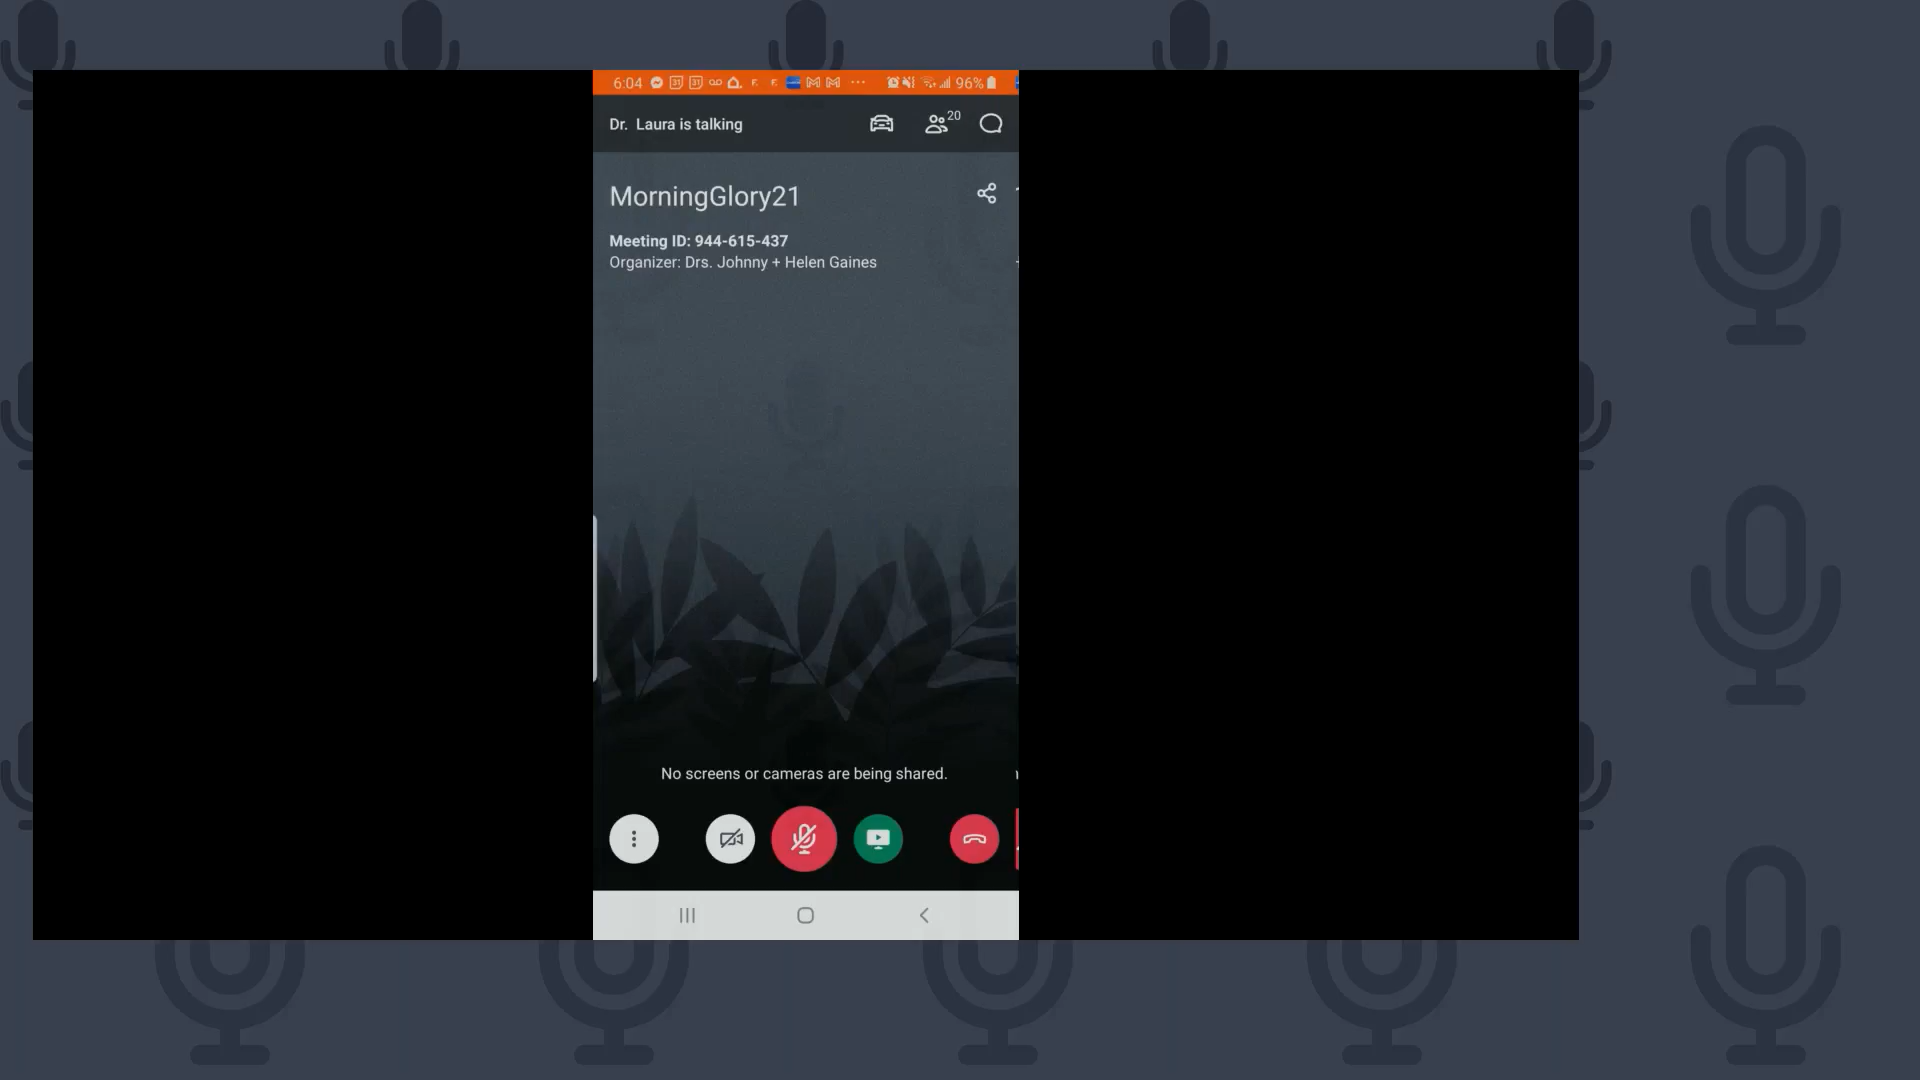 6:04 96%
Dr. Laura is talking 20
MorningGlory21
Meeting ID: 944-615-437
Organizer: Drs. Johnny + Helen Gaines
No screens or cameras are being shared.